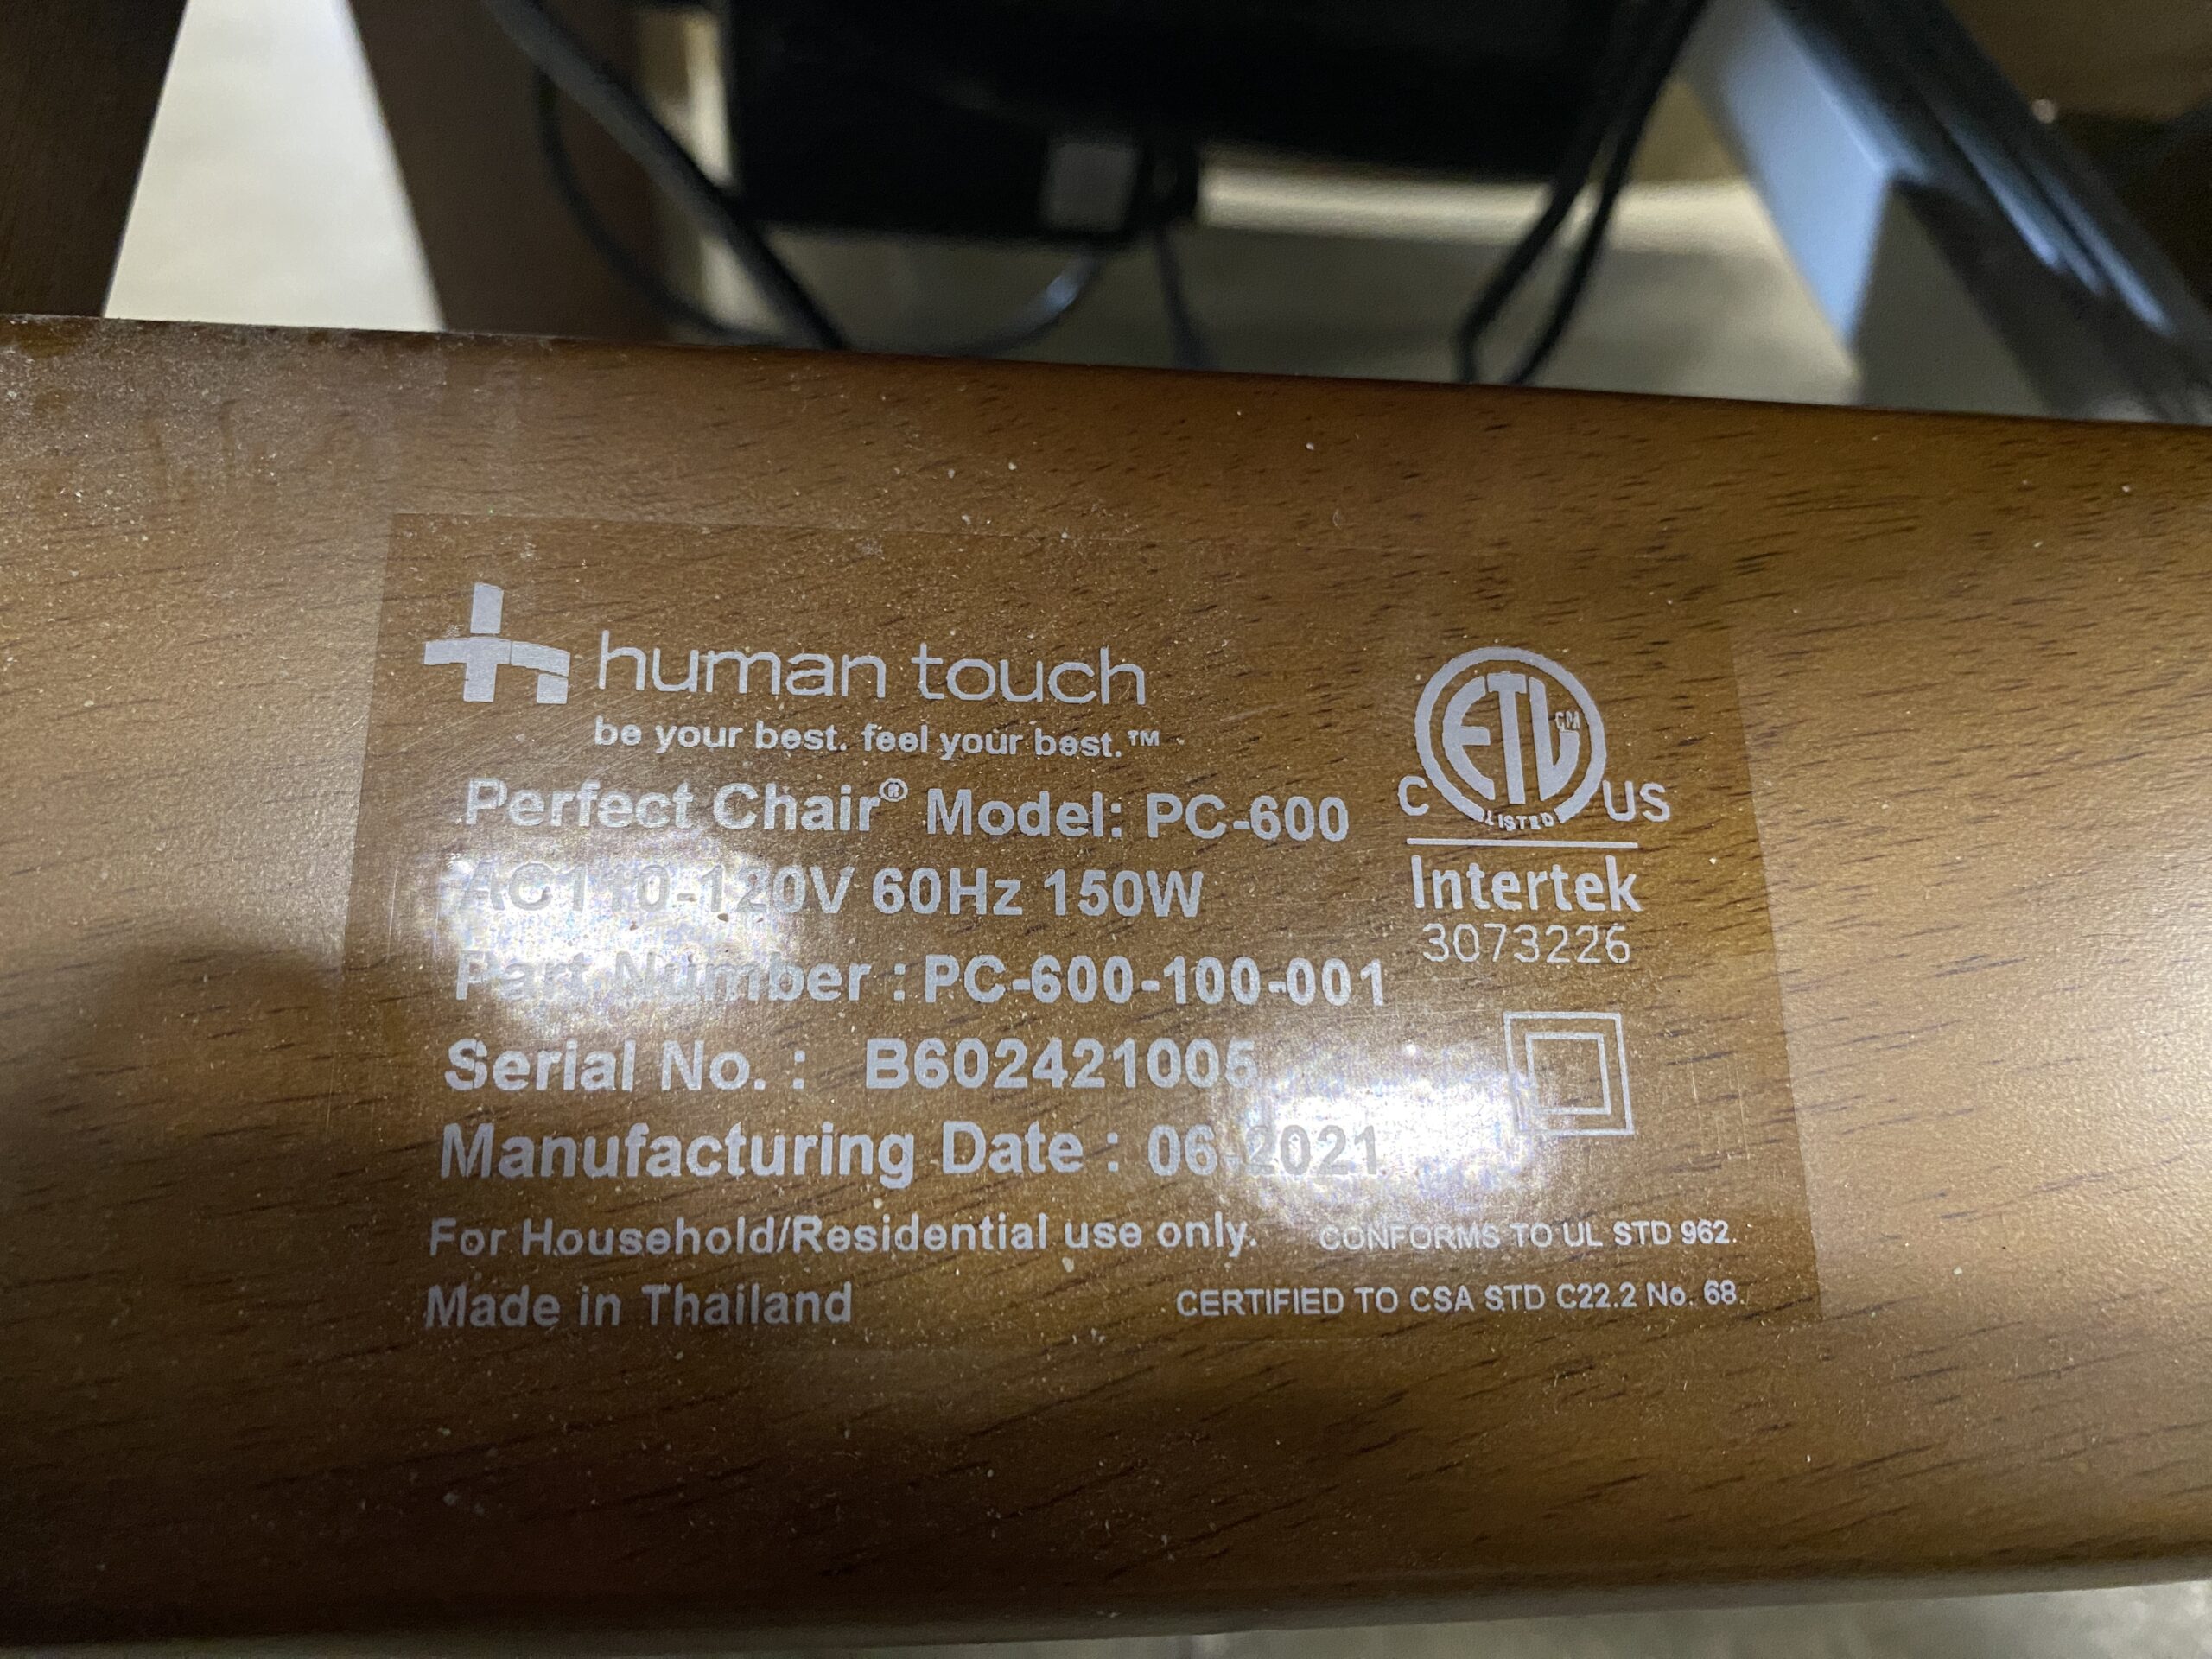 human touch
be your best. feel your best.™
Perfect Chair® Model: PC-600
AC110-120V 60Hz 150W
Part Number : PC-600-100-001
Serial No. : B602421005
Manufacturing Date : 06-2021
For Household/Residential use only.
Made in Thailand
ETL CM
C US
LISTED
Intertek
3073226
CONFORMS TO UL STD 962.
CERTIFIED TO CSA STD C22.2 No. 68.